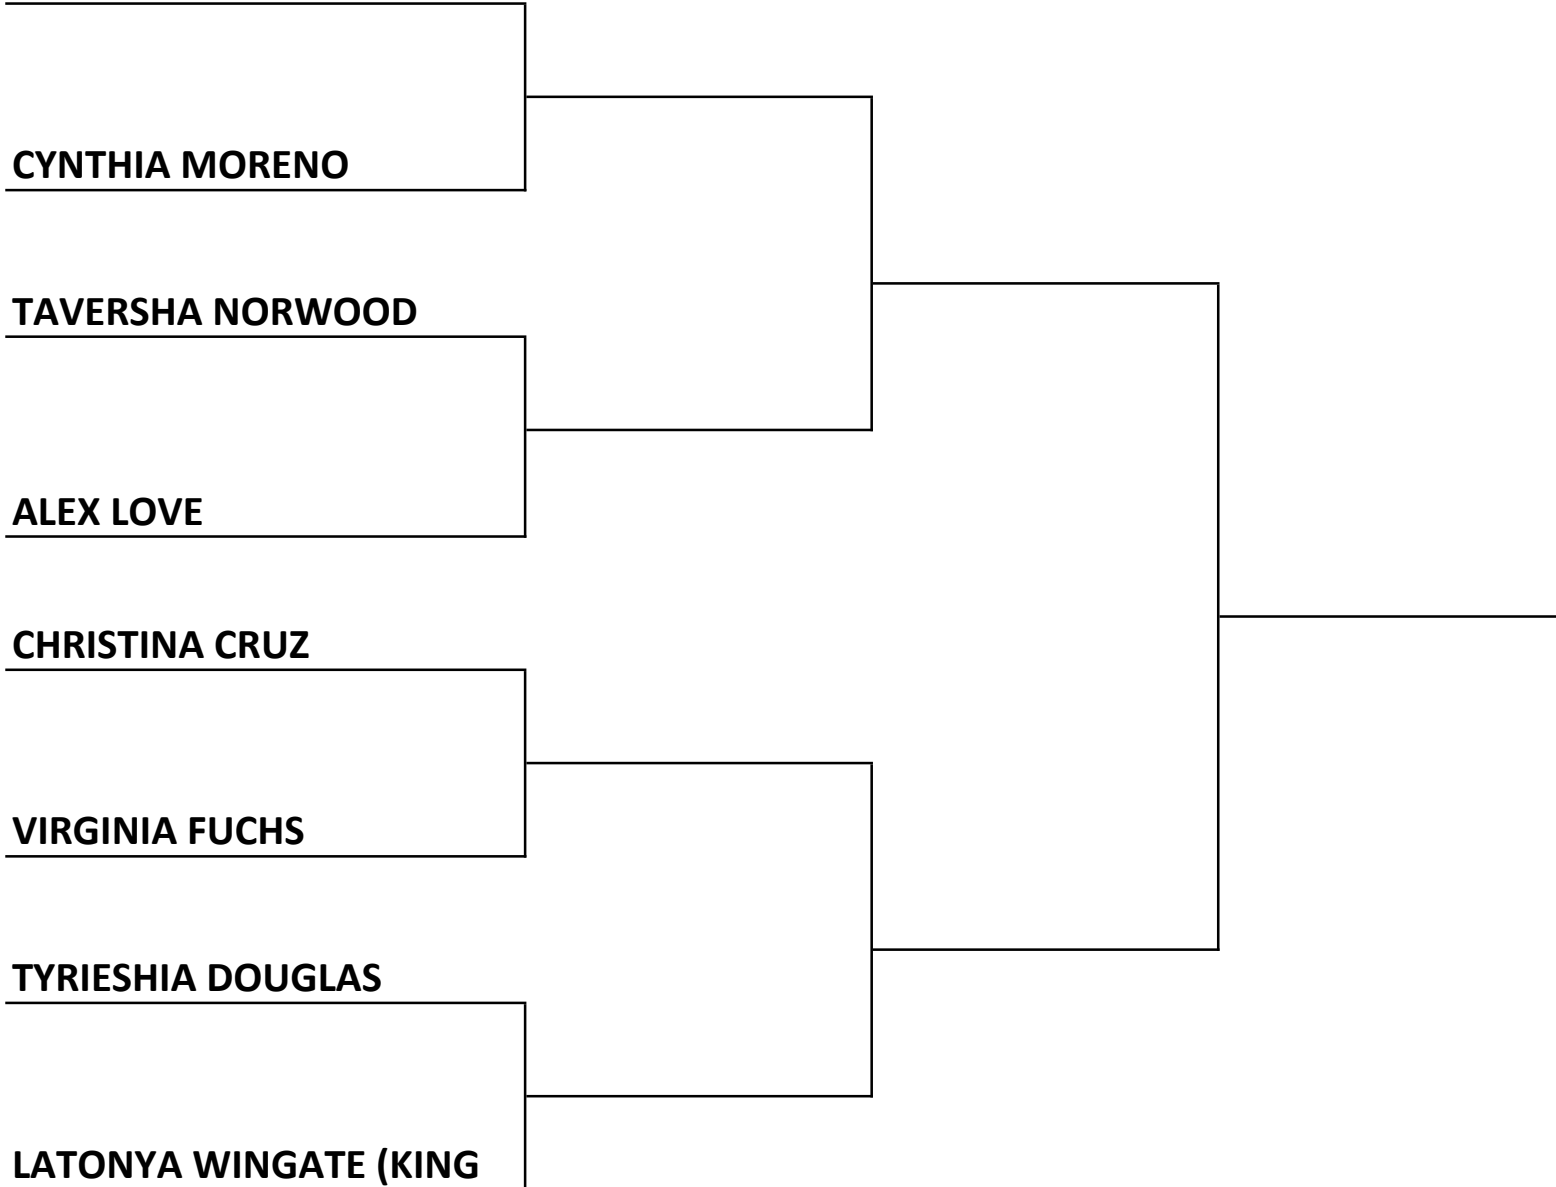 CYNTHIA MORENO
TAVERSHA NORWOOD
ALEX LOVE
CHRISTINA CRUZ
VIRGINIA FUCHS
TYRIESHIA DOUGLAS
LATONYA WINGATE (KING